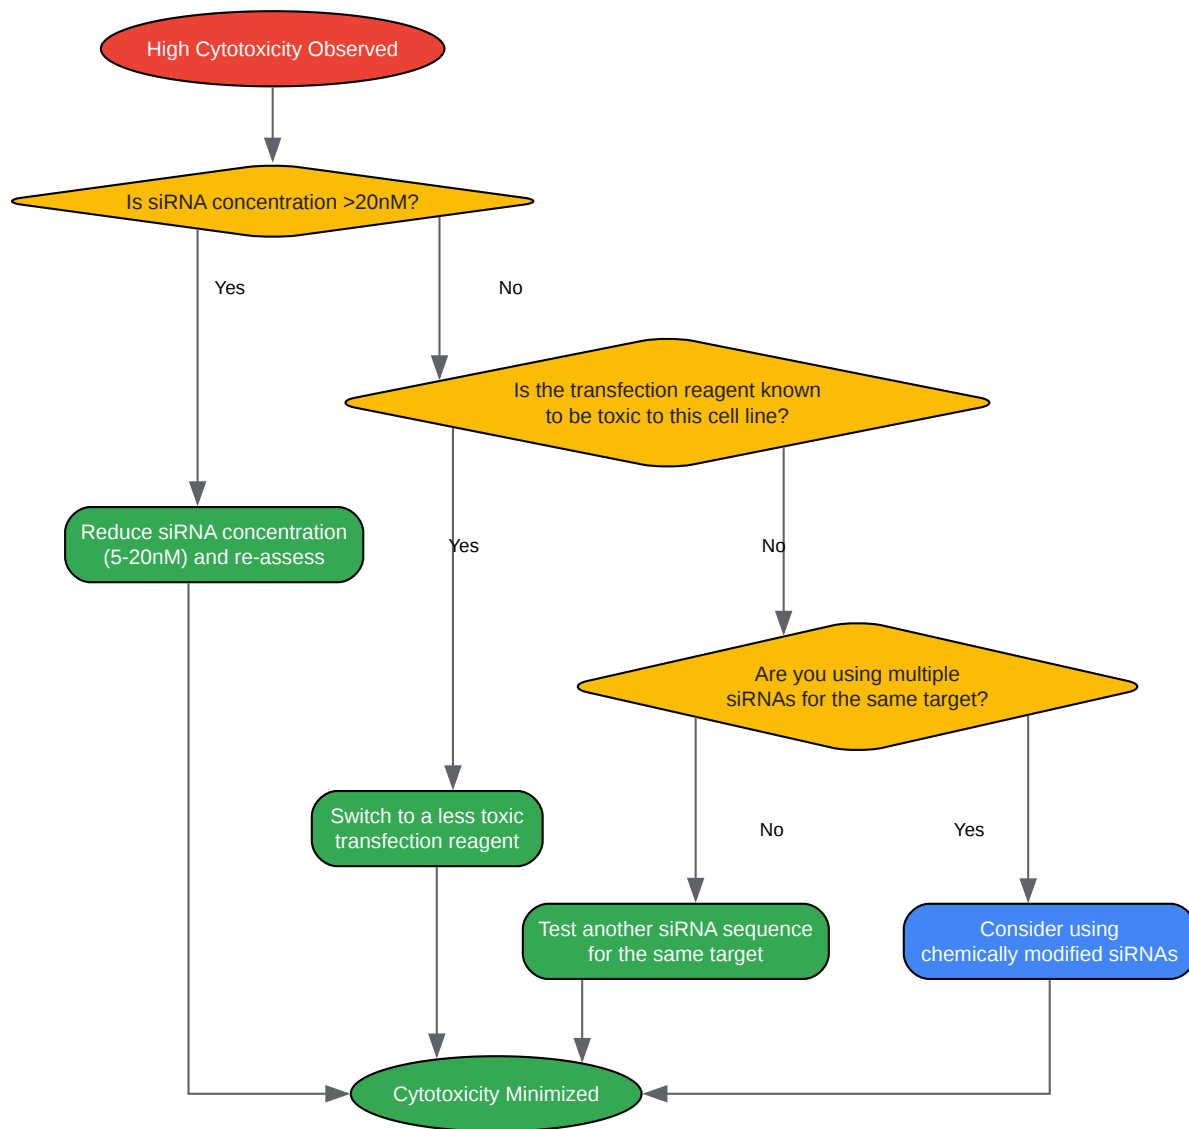 High Cytotoxicity Observed
Is siRNA concentration >20nM?
Yes
No
Is the transfection reagent known
to be toxic to this cell line?
Reduce siRNA concentration
(5-20nM) and re-assess
Yes
No
Are you using multiple
siRNAs for the same target?
Switch to a less toxic
transfection reagent
No
Yes
Test another siRNA sequence
for the same target
Consider using
chemically modified siRNAs
Cytotoxicity Minimized